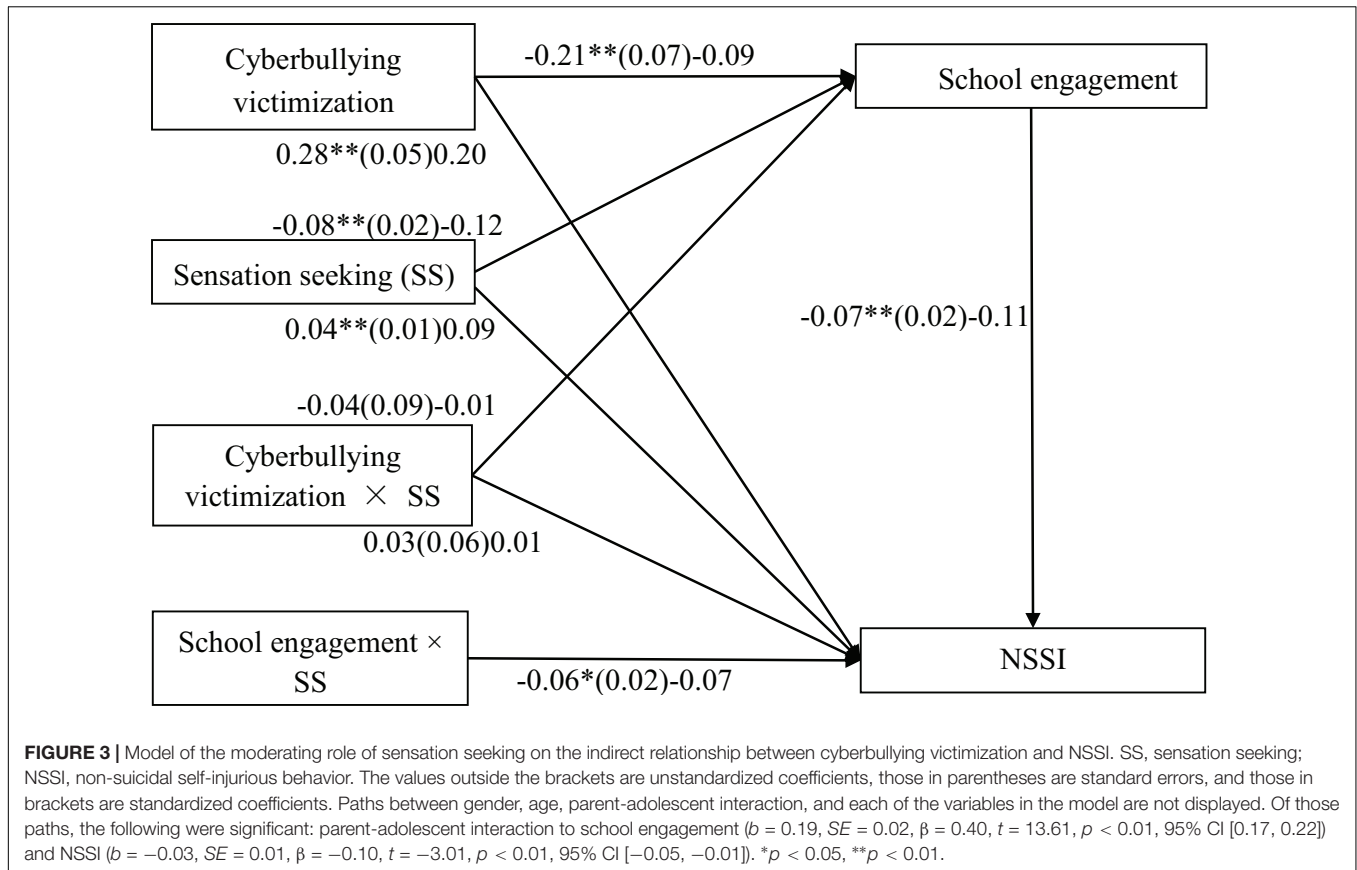 Cyberbullying
victimization
-0.21**(0.07)-0.09
School engagement
0.28**(0.05)0.20
-0.08**(0.02)-0.12
Sensation seeking (SS)
0.04**(0.01)0.09
-0.07**(0.02)-0.11
-0.04(0.09)-0.01
Cyberbullying
victimization × SS
0.03(0.06)0.01
School engagement ×
SS
-0.06*(0.02)-0.07
NSSI
FIGURE 3 | Model of the moderating role of sensation seeking on the indirect relationship between cyberbullying victimization and NSSI. SS, sensation seeking;
NSSI, non-suicidal self-injurious behavior. The values outside the brackets are unstandardized coefficients, those in parentheses are standard errors, and those in
brackets are standardized coefficients. Paths between gender, age, parent-adolescent interaction, and each of the variables in the model are not displayed. Of those
paths, the following were significant: parent-adolescent interaction to school engagement (b = 0.19, SE = 0.02, β = 0.40, t = 13.61, p < 0.01, 95% CI [0.17, 0.22])
and NSSI (b = −0.03, SE = 0.01, β = −0.10, t = −3.01, p < 0.01, 95% CI [−0.05, −0.01]). *p < 0.05, **p < 0.01.